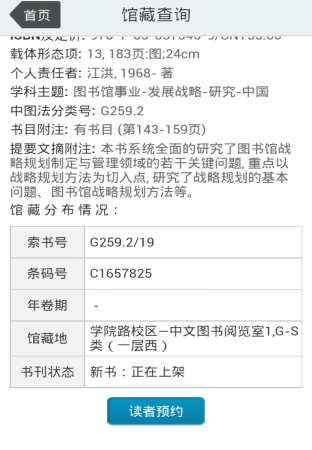 首页
馆藏查询
载体形态项: 13, 183页:图;24cm
个人责任者: 江洪, 1968- 著
学科主题: 图书馆事业-发展战略-研究-中国
中图法分类号: G259.2
书目附注: 有书目 (第143-159页)
提要文摘附注: 本书系统全面的研究了图书馆战
略规划制定与管理领域的若干关键问题, 重点以
战略规划方法为切入点, 研究了战略规划的基本
问题、图书馆战略规划方法等。
馆藏分布情况：
索书号 G259.2/19
条码号 C1657825
年卷期 -
馆藏地 学院路校区—中文图书阅览室1,G-S
类（一层西）
书刊状态 新书：正在上架
读者预约